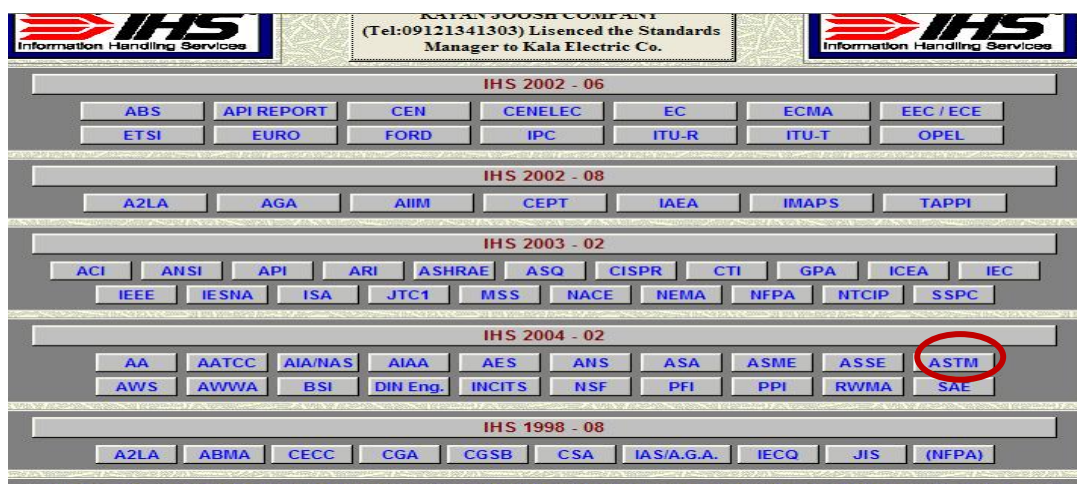 IHS
Information Handling Services
KAYAN JOOSH COMPANY
(Tel:09121341303) Lisenced the Standards
Manager to Kala Electric Co.
IHS
Information Handling Services
IHS 2002 - 06
ABS API REPORT CEN CENELEC EC ECMA EEC / ECE
ETSI EURO FORD IPC ITU-R ITU-T OPEL
IHS 2002 - 08
A2LA AGA AIIM CEPT IAEA IMAPS TAPPI
IHS 2003 - 02
ACI ANSI API ARI ASHRAE ASQ CISPR CTI GPA ICEA IEC
IEEE IESNA ISA JTC1 MSS NACE NEMA NFPA NTCIP SSPC
IHS 2004 - 02
AA AATCC AIA/NAS AIAA AES ANS ASA ASME ASSE ASTM
AWS AWWA BSI DIN Eng. INCITS NSF PFI PPI RWMA SAE
IHS 1998 - 08
A2LA ABMA CECC CGA CGSB CSA IAS/A.G.A. IECQ JIS (NFPA)